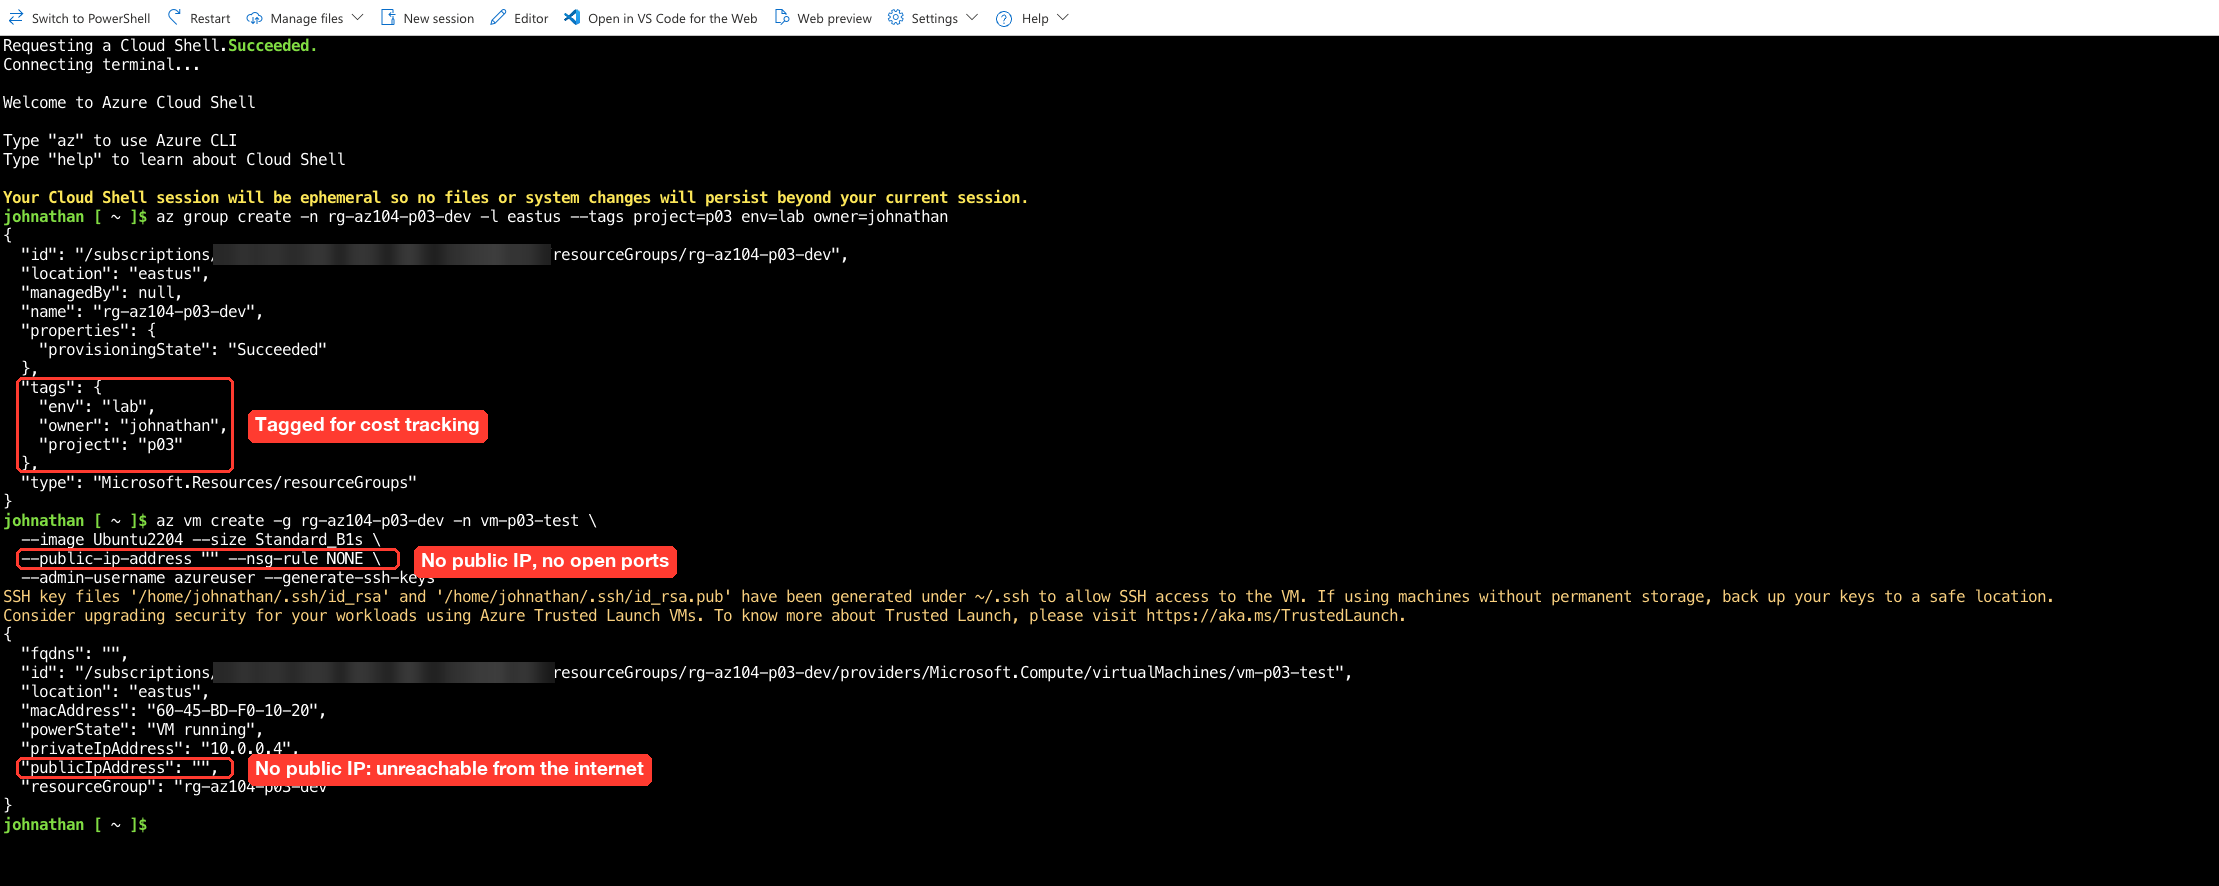 Switch to PowerShell Restart Manage files New session Editor Open in VS Code for the Web Web preview Settings Help
Requesting a Cloud Shell.Succeeded.
Connecting terminal...
Welcome to Azure Cloud Shell
Type "az" to use Azure CLI
Type "help" to learn about Cloud Shell
Your Cloud Shell session will be ephemeral so no files or system changes will persist beyond your current session.
johnathan [ ~ ]$ az group create -n rg-az104-p03-dev -l eastus --tags project=p03 env=lab owner=johnathan
{
"id": "/subscriptions/ resourceGroups/rg-az104-p03-dev",
"location": "eastus",
"managedBy": null,
"name": "rg-az104-p03-dev",
"properties": {
"provisioningState": "Succeeded"
},
"tags": {
"env": "lab",
"owner": "johnathan",
"project": "p03"
},
Tagged for cost tracking
"type": "Microsoft.Resources/resourceGroups"
}
johnathan [ ~ ]$ az vm create -g rg-az104-p03-dev -n vm-p03-test \
--image Ubuntu2204 --size Standard_B1s \
--public-ip-address "" --nsg-rule NONE \
No public IP, no open ports
--admin-username azureuser --generate-ssh-keys
SSH key files '/home/johnathan/.ssh/id_rsa' and '/home/johnathan/.ssh/id_rsa.pub' have been generated under ~/.ssh to allow SSH access to the VM. If using machines without permanent storage, back up your keys to a safe location.
Consider upgrading security for your workloads using Azure Trusted Launch VMs. To know more about Trusted Launch, please visit https://aka.ms/TrustedLaunch.
{
"fqdns": "",
"id": "/subscriptions/ resourceGroups/rg-az104-p03-dev/providers/Microsoft.Compute/virtualMachines/vm-p03-test",
"location": "eastus",
"macAddress": "60-45-BD-F0-10-20",
"powerState": "VM running",
"privateIpAddress": "10.0.0.4",
"publicIpAddress": "",
No public IP: unreachable from the internet
"resourceGroup": "rg-az104-p03-dev
}
johnathan [ ~ ]$